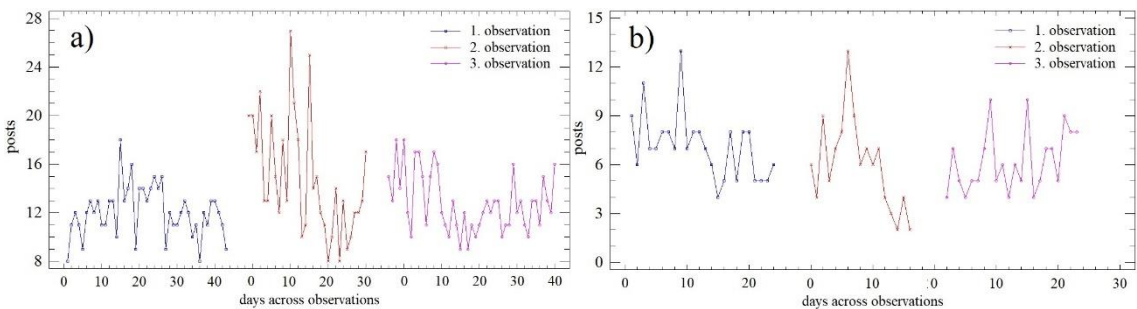 a)
1. observation
2. observation
3. observation
28
24
20
16
12
8
posts
0 10 20 30 40 0 10 20 30 0 10 20 30 40
days across observations
b)
1. observation
2. observation
3. observation
15
12
9
6
3
0
posts
0 10 20 0 10 :0 10 20 30
days across observations